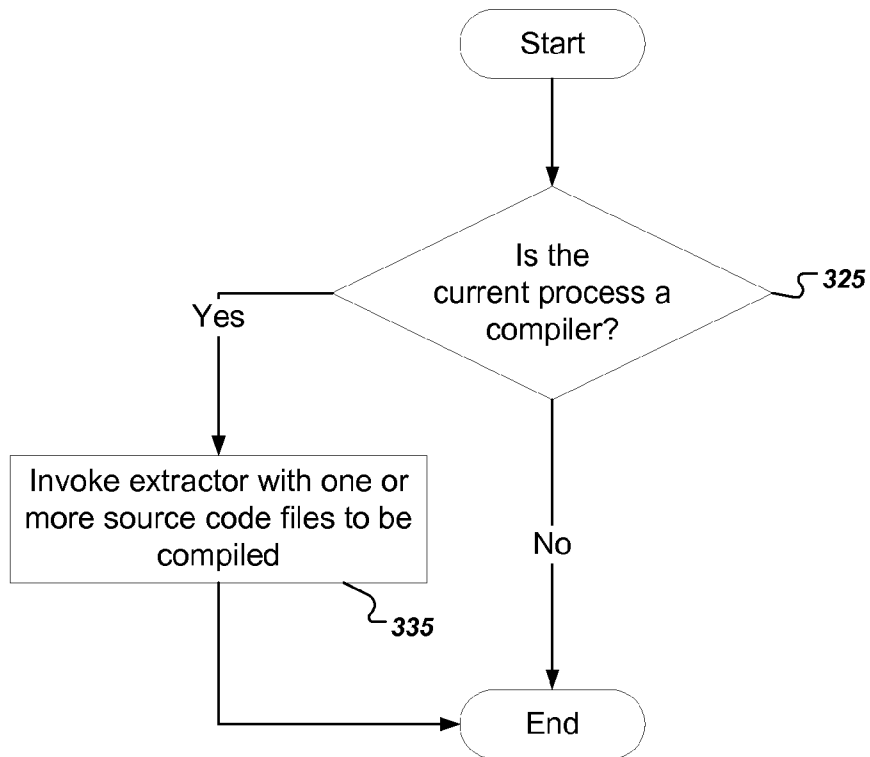 Start
Is the
current process a
compiler?
325
Yes
Invoke extractor with one or
more source code files to be
compiled
335
No
End